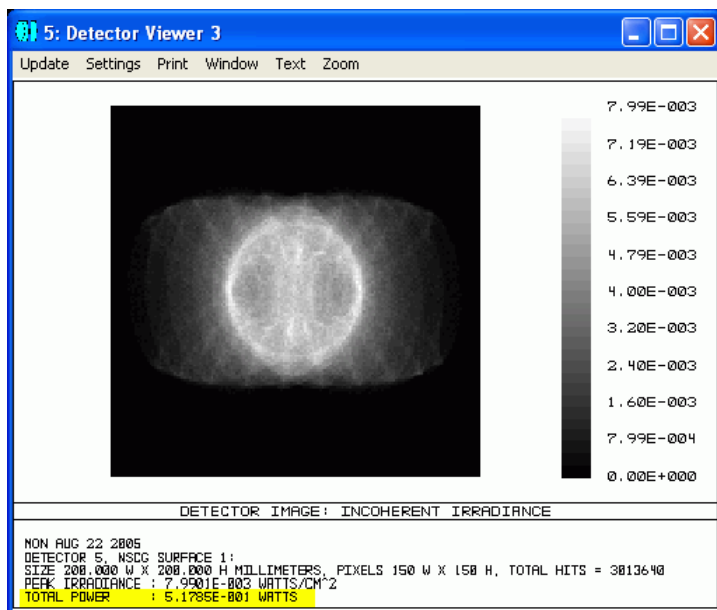 5: Detector Viewer 3
Update Settings Print Window Text Zoom
7.99E-003
7.19E-003
6.39E-003
5.59E-003
4.79E-003
4.00E-003
3.20E-003
2.40E-003
1.60E-003
7.99E-004
0.00E+000
DETECTOR IMAGE: INCOHERENT IRRADIANCE
MON AUG 22 2005
DETECTOR 5, NSCG SURFACE 1:
SIZE 200.000 W X 200.000 H MILLIMETERS, PIXELS 150 W X 150 H, TOTAL HITS = 3013640
PEAK IRRADIANCE : 7.9901E-003 WATTS/CM^2
TOTAL POWER : 5.1785E-001 WATTS